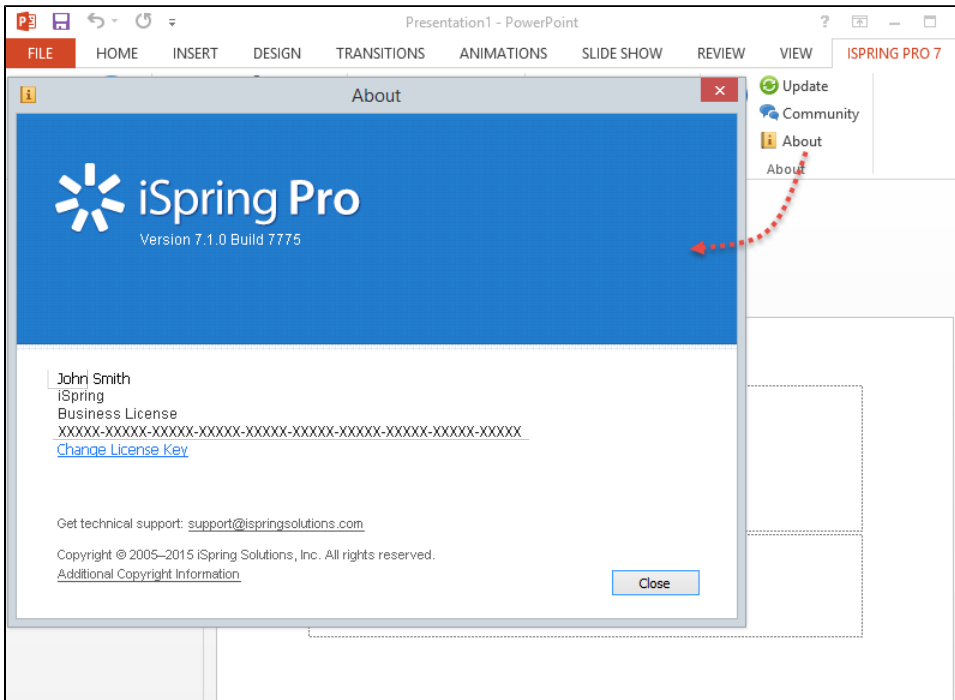 Presentation1 - PowerPoint
FILE HOME INSERT DESIGN TRANSITIONS ANIMATIONS SLIDE SHOW REVIEW VIEW ISPRING PRO 7
About
Update
Community
About
About
iSpring Pro
Version 7.1.0 Build 7775
John Smith
iSpring
Business License
XXXXX-XXXXX-XXXXX-XXXXX-XXXXX-XXXXX-XXXXX-XXXXX-XXXXX-XXXXX
Change License Key
Get technical support: support@ispringsolutions.com
Copyright © 2005–2015 iSpring Solutions, Inc. All rights reserved.
Additional Copyright Information
Close